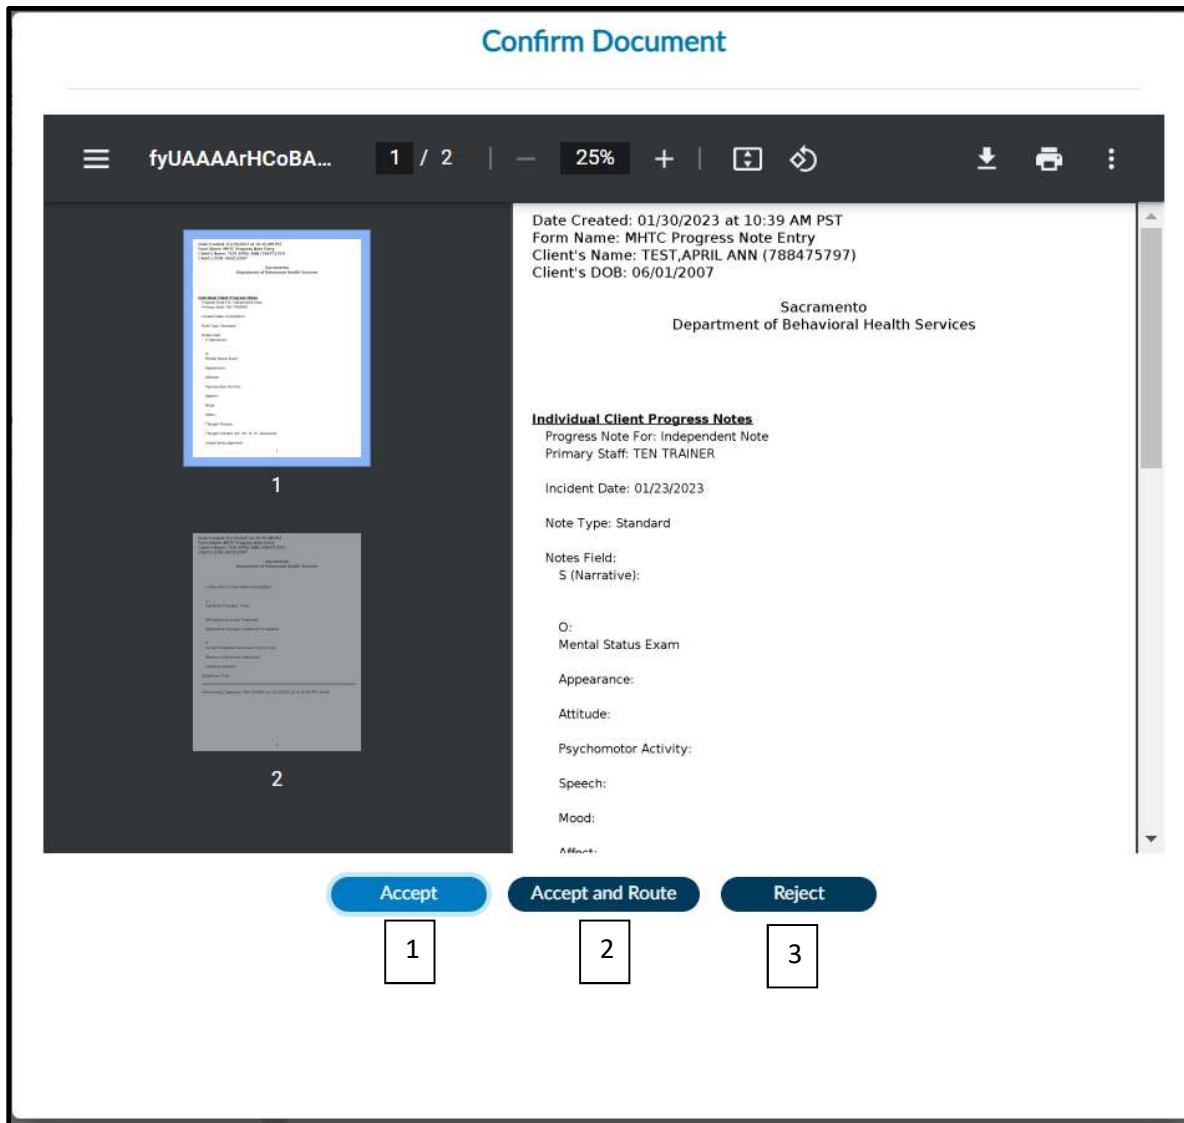 Confirm Document
fyUAAAArHCoBA...
1 / 2
25%
Date Created: 01/30/2023 at 10:39 AM PST
Form Name: MHTC Progress Note Entry
Client's Name: TEST,APRIL ANN (788475797)
Client's DOB: 06/01/2007
Sacramento
Department of Behavioral Health Services
Individual Client Progress Notes
Progress Note For: Independent Note
Primary Staff: TEN TRAINER
Incident Date: 01/23/2023
Note Type: Standard
Notes Field:
S (Narrative):
O:
Mental Status Exam
Appearance:
Attitude:
Psychomotor Activity:
Speech:
Mood:
Affect:
1
2
Accept
Accept and Route
Reject
1
2
3